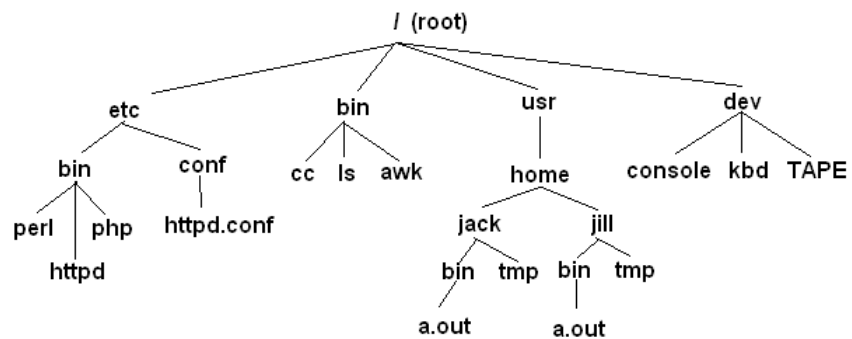 / (root)
etc bin usr dev
bin conf cc ls awk home console kbd TAPE
perl php httpd.conf jack jill
httpd bin tmp bin tmp
a.out a.out